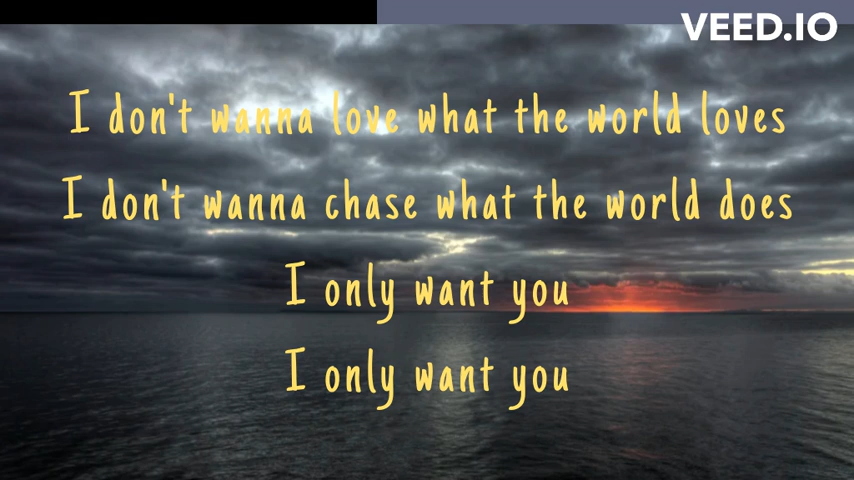 VEED.IO
I don't wanna love what the world loves
I don't wanna chase what the world does
I only want you
I only want you